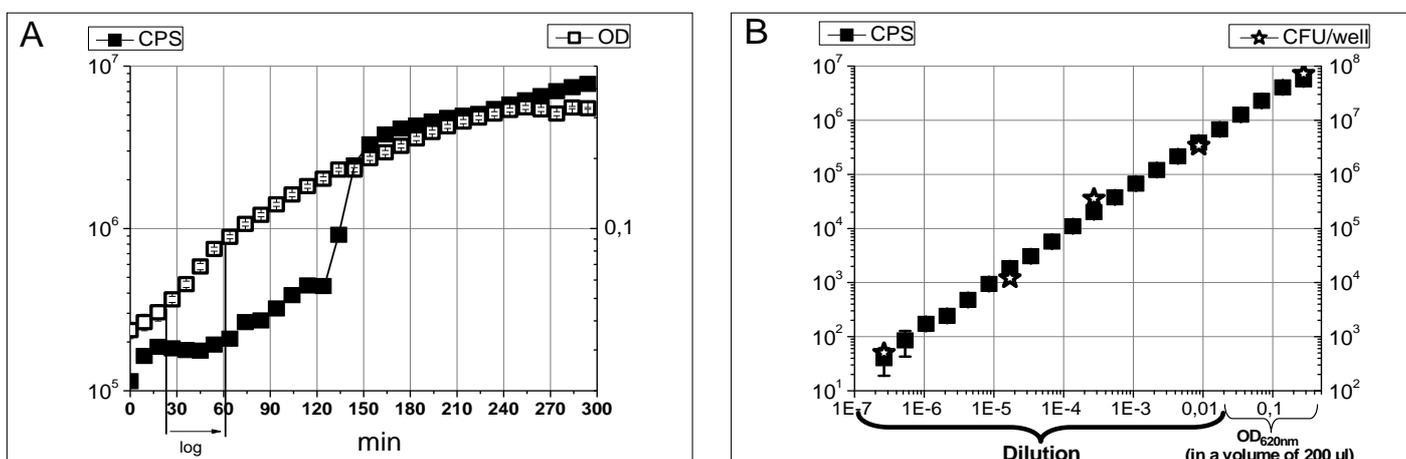 A
CPS
OD
10^7
10^6
10^5
0,1
0 30 60 90 120 150 180 210 240 270 300
log
min
B
CPS
CFU/well
10^7
10^6
10^5
10^4
10^3
10^2
10^1
10^8
10^7
10^6
10^5
10^4
10^3
10^2
1E-7 1E-6 1E-5 1E-4 1E-3 0,01 0,1
Dilution
OD620nm
(in a volume of 200 µl)